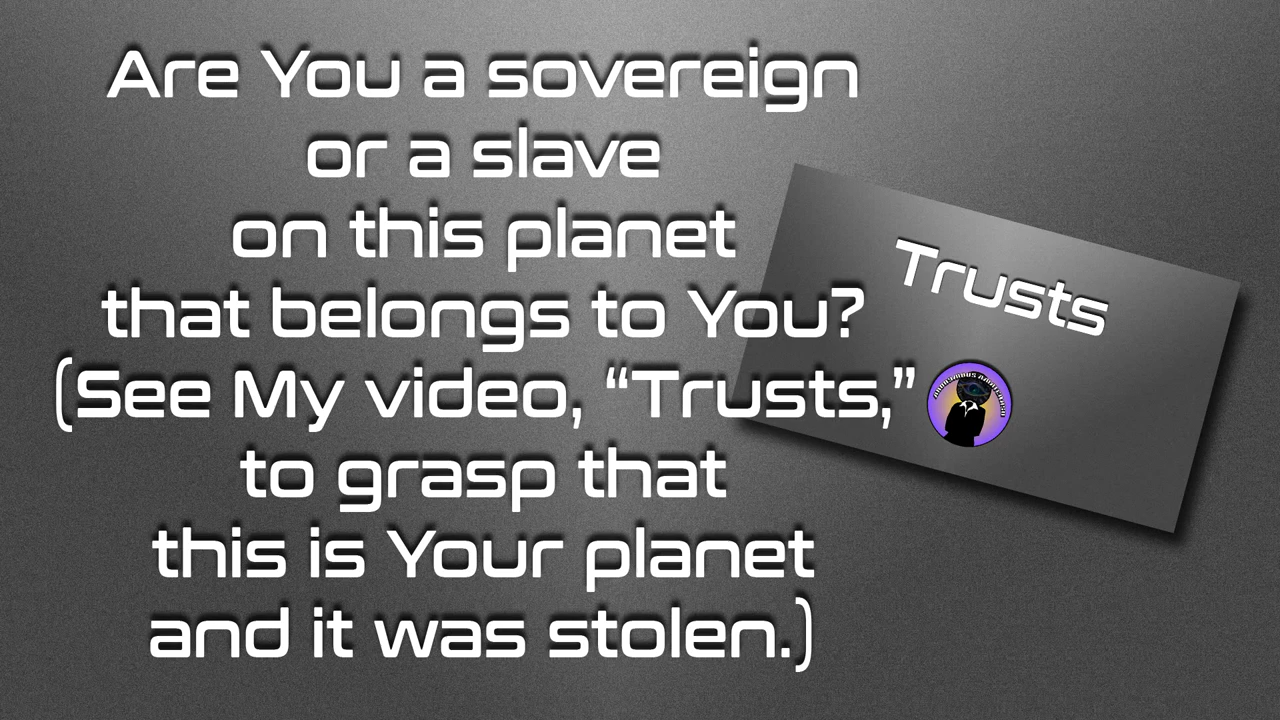 Are You a sovereign
or a slave
on this planet
that belongs to You?
(See My video, “Trusts,”
to grasp that
this is Your planet
and it was stolen.)
Trusts